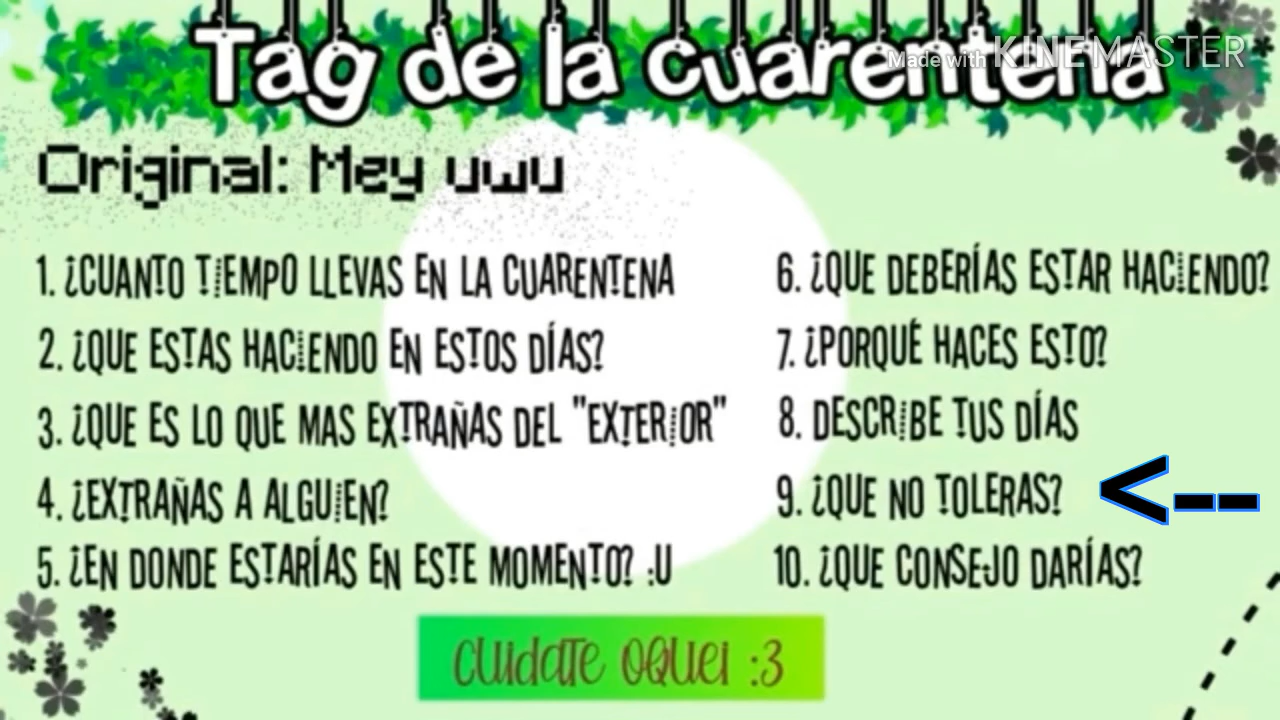 Tag de la cuarentena
Made with KINEMASTER
Original: Mey uwu
1. ¿CUANTO TIEMPO LLEVAS EN LA CUARENTENA
2. ¿QUE ESTAS HACIENDO EN ESTOS DÍAS?
3. ¿QUE ES LO QUE MAS EXTRAÑAS DEL "EXTERIOR"
4. ¿EXTRAÑAS A ALGUIEN?
5. ¿EN DONDE ESTARÍAS EN ESTE MOMENTO? :U
6. ¿QUE DEBERÍAS ESTAR HACIENDO?
7. ¿PORQUÉ HACES ESTO?
8. DESCRIBE TUS DÍAS
9. ¿QUE NO TOLERAS? <--
10. ¿QUE CONSEJO DARÍAS?
cuidate oquei :3